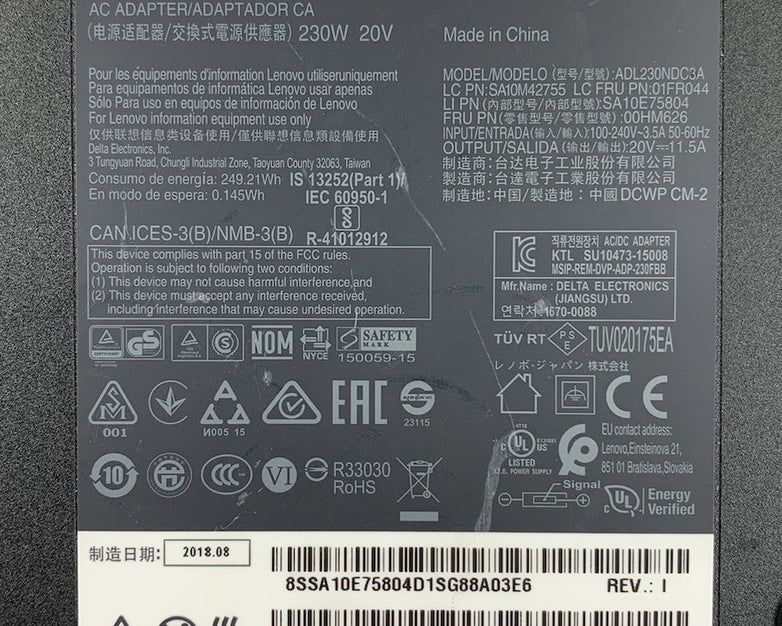 AC ADAPTER/ADAPTADOR CA
(电源适配器/交換式電源供應器) 230W 20V
Made in China
Pour les équipements d'information Lenovo utiliseruniquement
Para equipamentos de informática Lenovo usar apenas
Sólo Para uso en equipos de información de Lenovo
For Lenovo information equipment use only
仅供联想信息类设备使用/僅供聯想信息類設備使用
Delta Electronics, Inc.
3 Tungyuan Road, Chungli Industrial Zone, Taoyuan County 32063, Taiwan
Consumo de energía: 249.21Wh IS 13252(Part 1)/
En modo de espera: 0.145Wh IEC 60950-1
R-41012912
MODEL/MODELO (型号/型號):ADL230NDC3A
LC PN:SA10M42755 LC FRU PN:01FR044
LI PN(内部型号/內部型號):SA10E75804
FRU PN(零售型号/零售型號):00HM626
INPUT/ENTRADA(输入/輸入):100-240V~3.5A 50-60Hz
OUTPUT/SALIDA(输出/輸出):20V⎓11.5A
制造商:台达电子工业股份有限公司
製造商:台達電子工業股份有限公司
制造地:中国/製造地:中國 DCWP CM-2
CAN ICES-3(B)/NMB-3(B)
This device complies with part 15 of the FCC rules.
Operation is subject to following two conditions:
(1) This device may not cause harmful interference,and
(2) This device must accept any interference received,
including interference that may cause undesired operation.
직류전원장치 AC/DC ADAPTER
KTL SU10473-15008
MSIP-REM-DVP-ADP-230FBB
Mfr.Name : DELTA ELECTRONICS
(JIANGSU) LTD.
연락처:1670-0088
GS
NOM
NYCE
SAFETY
MARK
150059-15
TÜV RT
PSE
TUV020175EA
レノボ・ジャパン 株式会社
001
И005 15
EAC
23115
CE
10
CCC
VI
R33030
RoHS
c UL US
LISTED
I.T.E. POWER SUPPLY
EU contact address:
Lenovo,Einsteinova 21,
851 01 Bratislava,Slovakia
Signal
c UL
Energy
Verified
制造日期: 2018.08
8SSA10E75804D1SG88A03E6 REV.: I